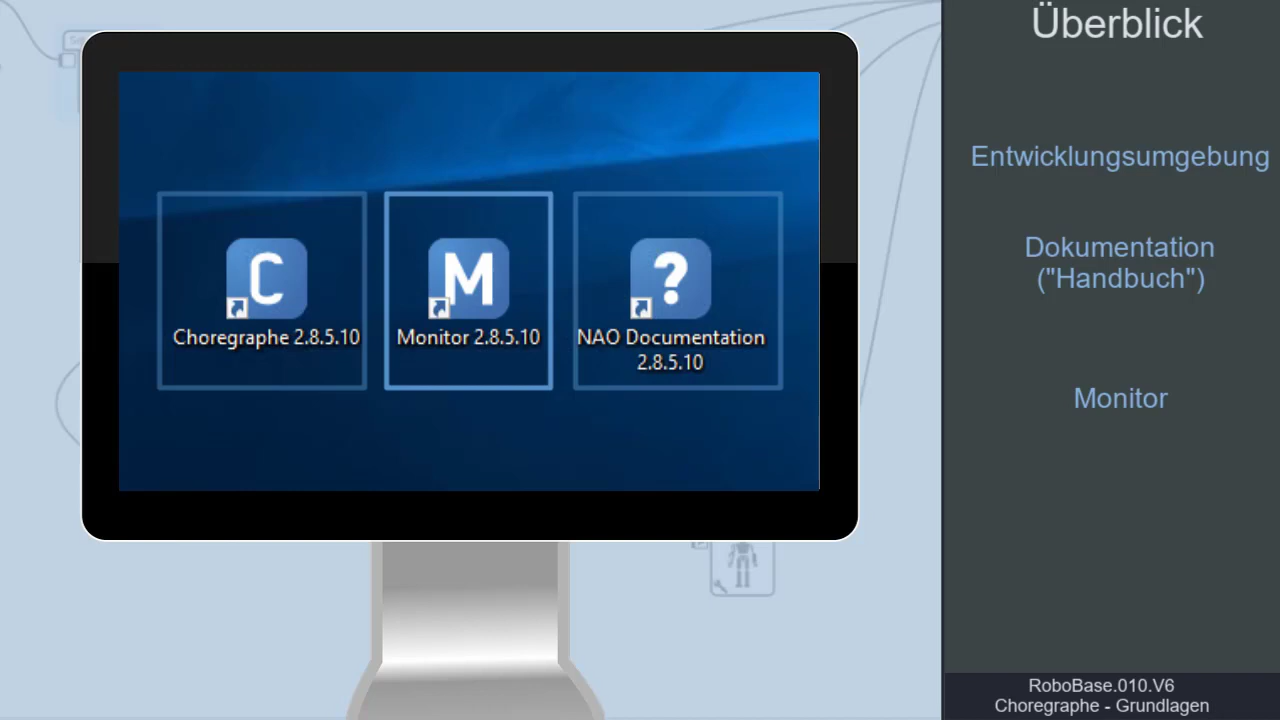 C
M
?
Choregraphe 2.8.5.10
Monitor 2.8.5.10
NAO Documentation
2.8.5.10
Überblick
Entwicklungsumgebung
Dokumentation
("Handbuch")
Monitor
RoboBase.010.V6
Choregraphe - Grundlagen